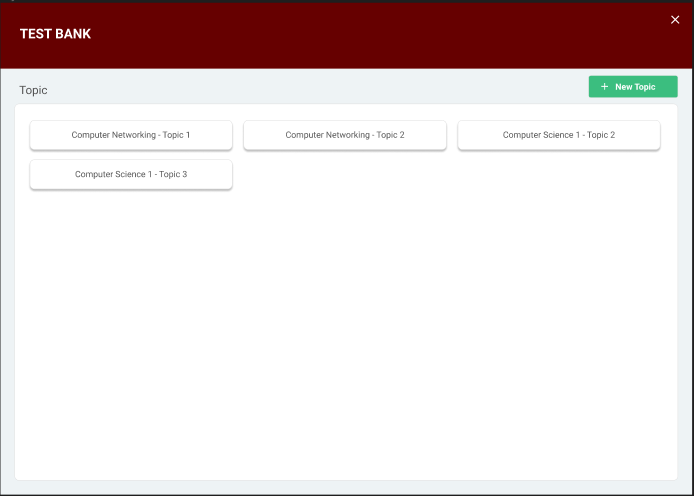 TEST BANK
Topic
+ New Topic
Computer Networking - Topic 1
Computer Networking - Topic 2
Computer Science 1 - Topic 2
Computer Science 1 - Topic 3